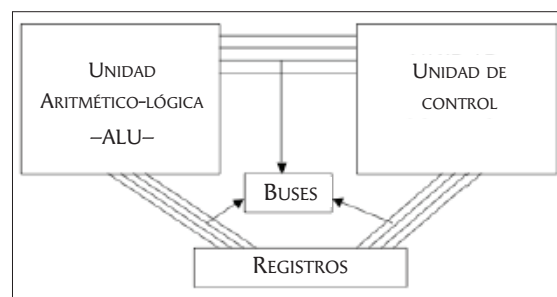 UNIDAD
ARITMÉTICO-LÓGICA
–ALU–
UNIDAD DE
CONTROL
BUSES
REGISTROS